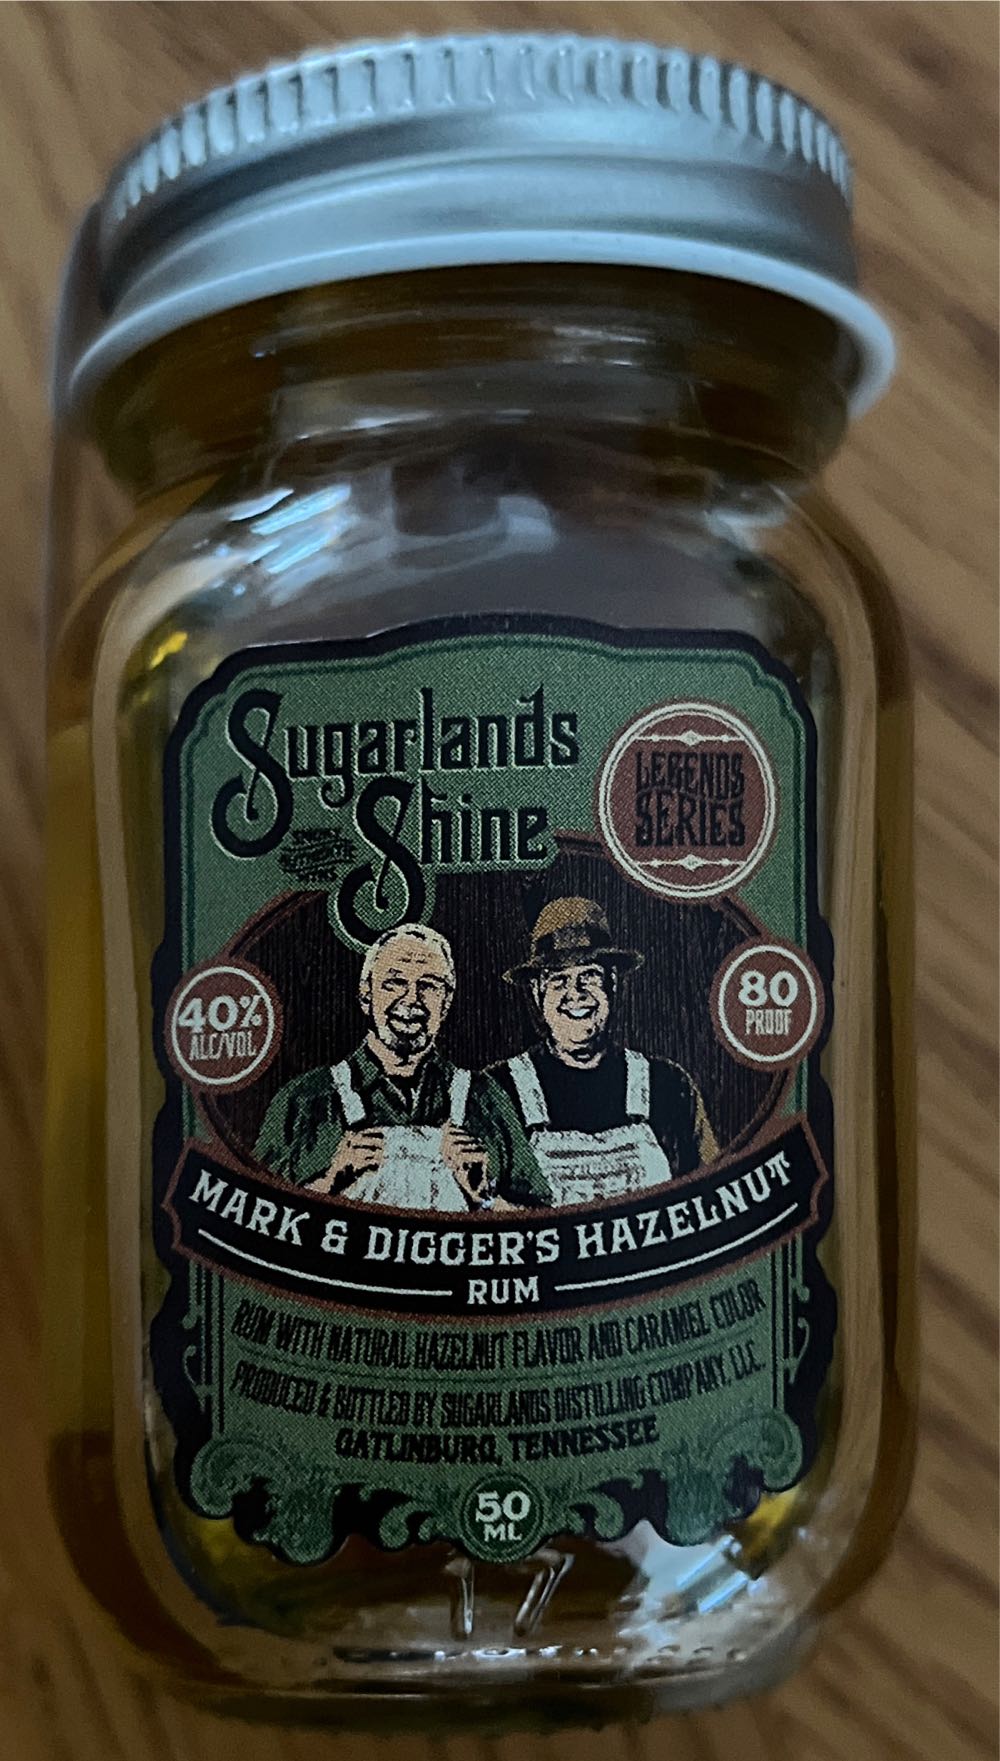 Sugarlands
Shine
LEGENDS
SERIES
40%
ALC/VOL
80
PROOF
MARK & DIGGER'S HAZELNUT
RUM
RUM WITH NATURAL HAZELNUT FLAVOR AND CARAMEL COLOR
PRODUCED & BOTTLED BY SUGARLANDS DISTILLING COMPANY, LLC.
GATLINBURG, TENNESSEE
50
ML
17